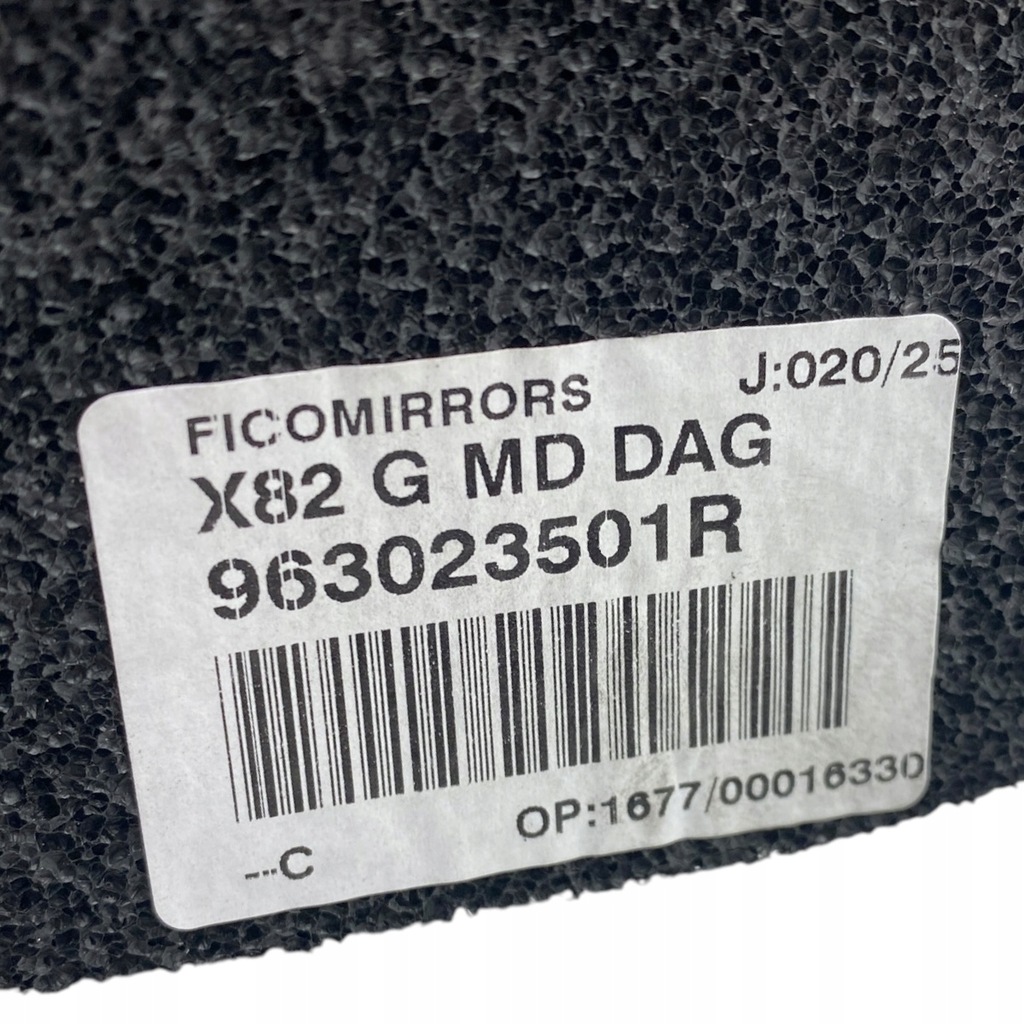 FICOMIRRORS J:020/25
X82 G MD DAG
963023501R
OP:1677/00016330
---C